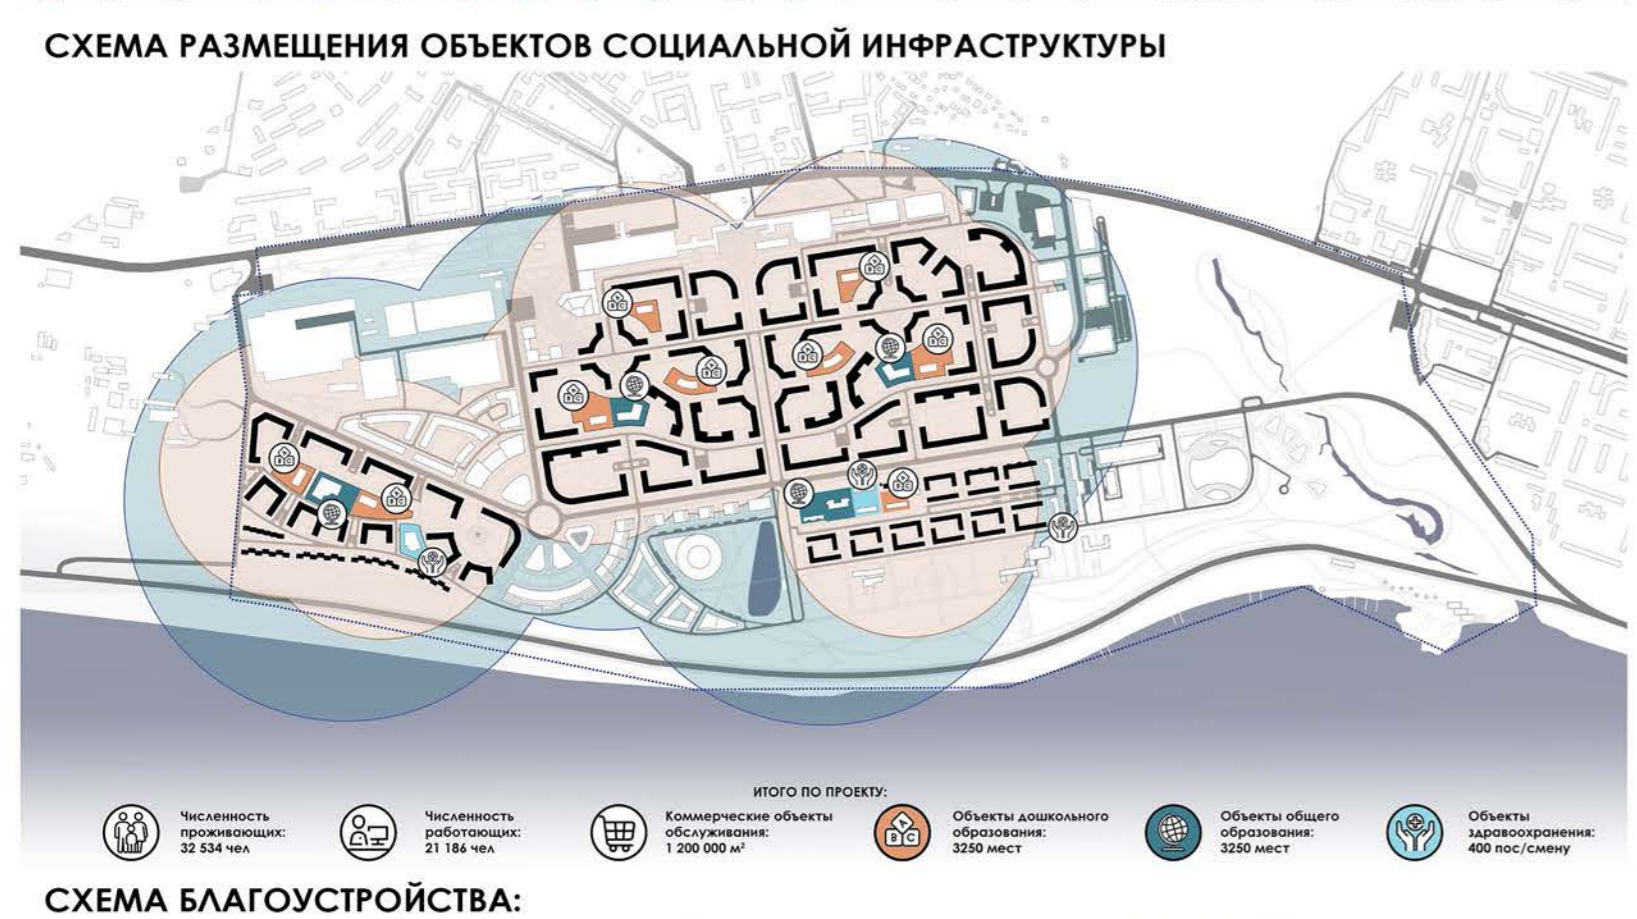 СХЕМА РАЗМЕЩЕНИЯ ОБЪЕКТОВ СОЦИАЛЬНОЙ ИНФРАСТРУКТУРЫ
ИТОГО ПО ПРОЕКТУ:
Численность
проживающих:
32 534 чел
Численность
работающих:
21 186 чел
Коммерческие объекты
обслуживания:
1 200 000 м²
Объекты дошкольного
образования:
3250 мест
Объекты общего
образования:
3250 мест
Объекты
здравоохранения:
400 пос/смену
СХЕМА БЛАГОУСТРОЙСТВА: